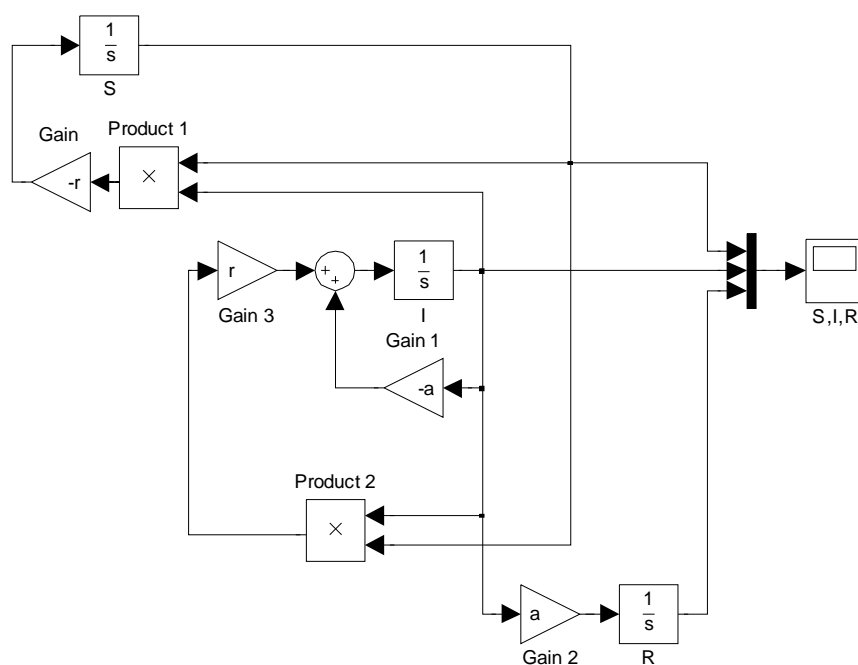 1
s
S
Gain
Product 1
-r
×
r
+
+
1
s
Gain 3
I
Gain 1
S,I,R
-a
Product 2
×
a
1
s
Gain 2
R